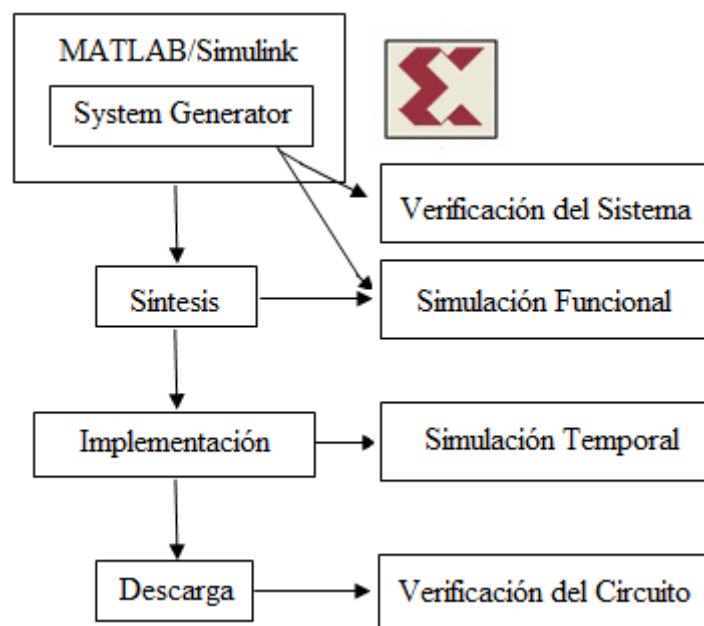 MATLAB/Simulink
System Generator
Verificación del Sistema
Síntesis
Simulación Funcional
Implementación
Simulación Temporal
Descarga
Verificación del Circuito